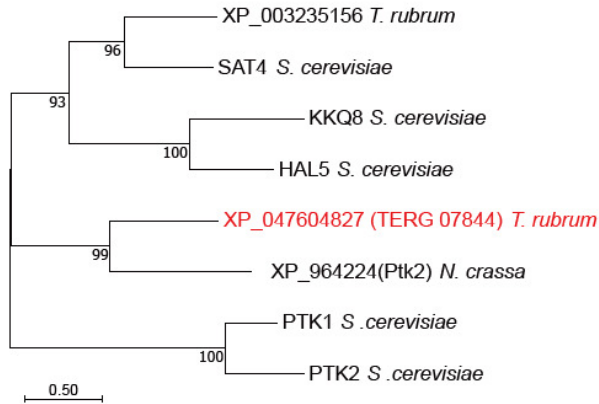 XP_003235156 T. rubrum
96
SAT4 S. cerevisiae
93
KKQ8 S. cerevisiae
100
HAL5 S. cerevisiae
XP_047604827 (TERG 07844) T. rubrum
99
XP_964224(Ptk2) N. crassa
PTK1 S .cerevisiae
100
PTK2 S .cerevisiae
0.50